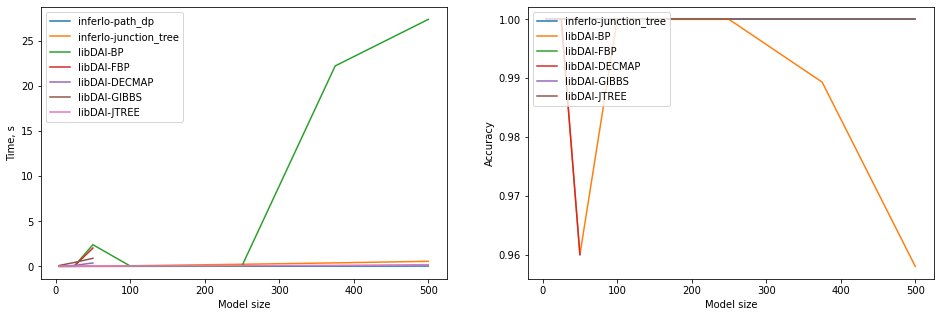 inferlo-path_dp
inferlo-junction_tree
libDAI-BP
libDAI-FBP
libDAI-DECMAP
libDAI-GIBBS
libDAI-JTREE
Time, s
25
20
15
10
5
0
0 100 200 300 400 500
Model size
inferlo-junction_tree
libDAI-BP
libDAI-FBP
libDAI-DECMAP
libDAI-GIBBS
libDAI-JTREE
Accuracy
1.00
0.99
0.98
0.97
0.96
0 100 200 300 400 500
Model size